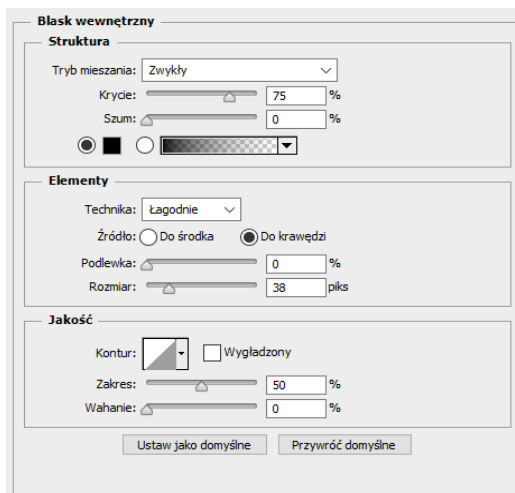 Blask wewnętrzny
Struktura
Tryb mieszania: Zwykły
Krycie: 75 %
Szum: 0 %
Elementy
Technika: Łagodnie
Źródło: Do środka Do krawędzi
Podlewka: 0 %
Rozmiar: 38 piks
Jakość
Kontur: Wygładzony
Zakres: 50 %
Wahanie: 0 %
Ustaw jako domyślne Przywróć domyślne